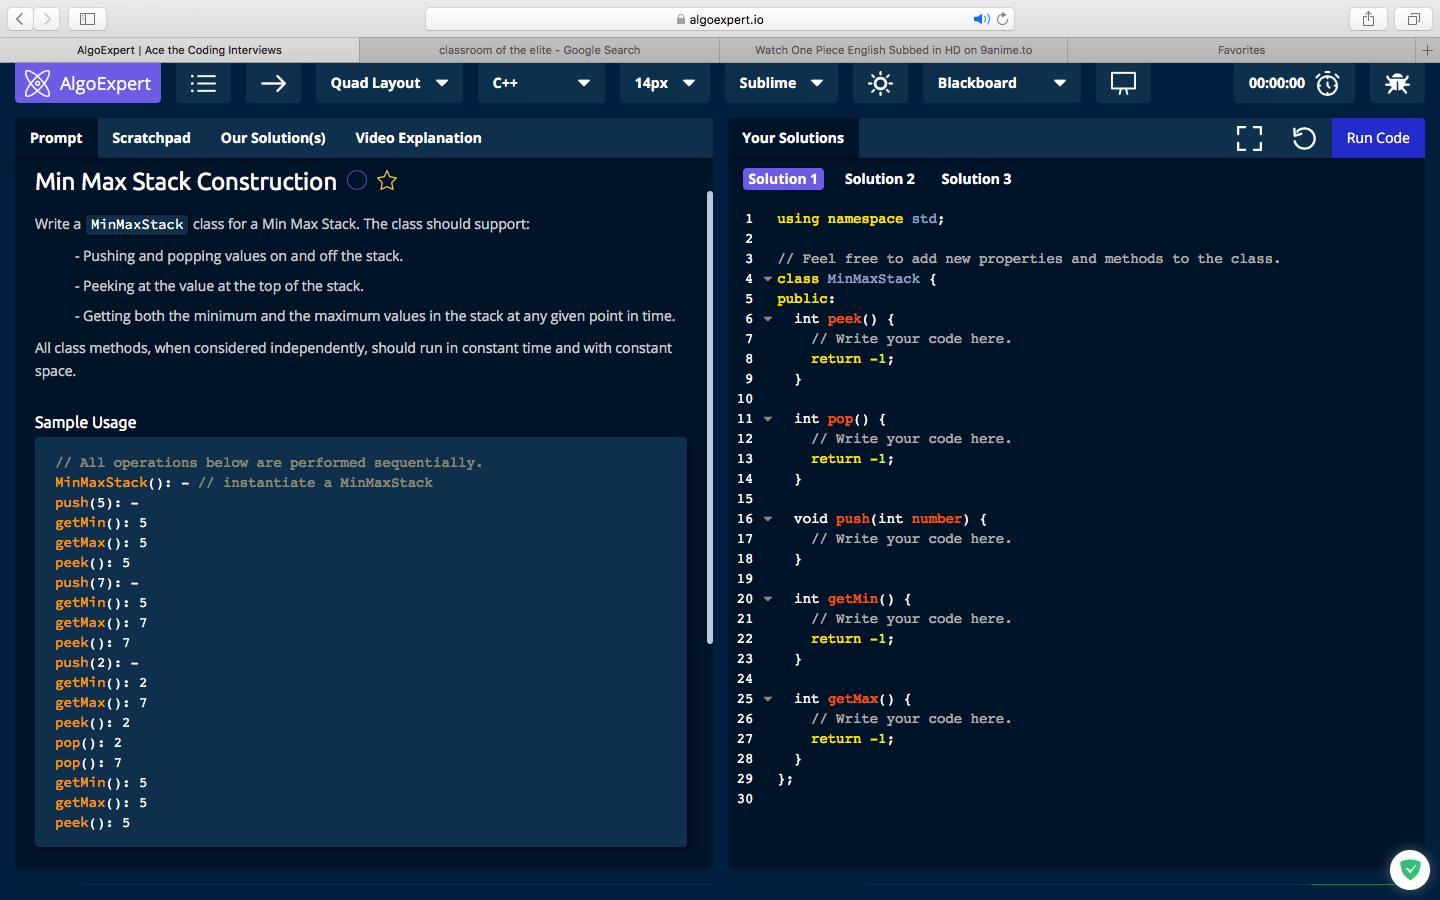 algoexpert.io
AlgoExpert | Ace the Coding Interviews
classroom of the elite - Google Search
Watch One Piece English Subbed in HD on 9anime.to
Favorites
AlgoExpert
Quad Layout
C++
14px
Sublime
Blackboard
00:00:00
Prompt
Scratchpad
Our Solution(s)
Video Explanation
Min Max Stack Construction
Write a MinMaxStack class for a Min Max Stack. The class should support:
- Pushing and popping values on and off the stack.
- Peeking at the value at the top of the stack.
- Getting both the minimum and the maximum values in the stack at any given point in time.
All class methods, when considered independently, should run in constant time and with constant
space.
Sample Usage
// All operations below are performed sequentially.
MinMaxStack(): - // instantiate a MinMaxStack
push(5): -
getMin(): 5
getMax(): 5
peek(): 5
push(7): -
getMin(): 5
getMax(): 7
peek(): 7
push(2): -
getMin(): 2
getMax(): 7
peek(): 2
pop(): 2
pop(): 7
getMin(): 5
getMax(): 5
peek(): 5
Your Solutions
Run Code
Solution 1
Solution 2
Solution 3
1 using namespace std;
2
3 // Feel free to add new properties and methods to the class.
4 class MinMaxStack {
5 public:
6 int peek() {
7 // Write your code here.
8 return -1;
9 }
10
11 int pop() {
12 // Write your code here.
13 return -1;
14 }
15
16 void push(int number) {
17 // Write your code here.
18 }
19
20 int getMin() {
21 // Write your code here.
22 return -1;
23 }
24
25 int getMax() {
26 // Write your code here.
27 return -1;
28 }
29 };
30